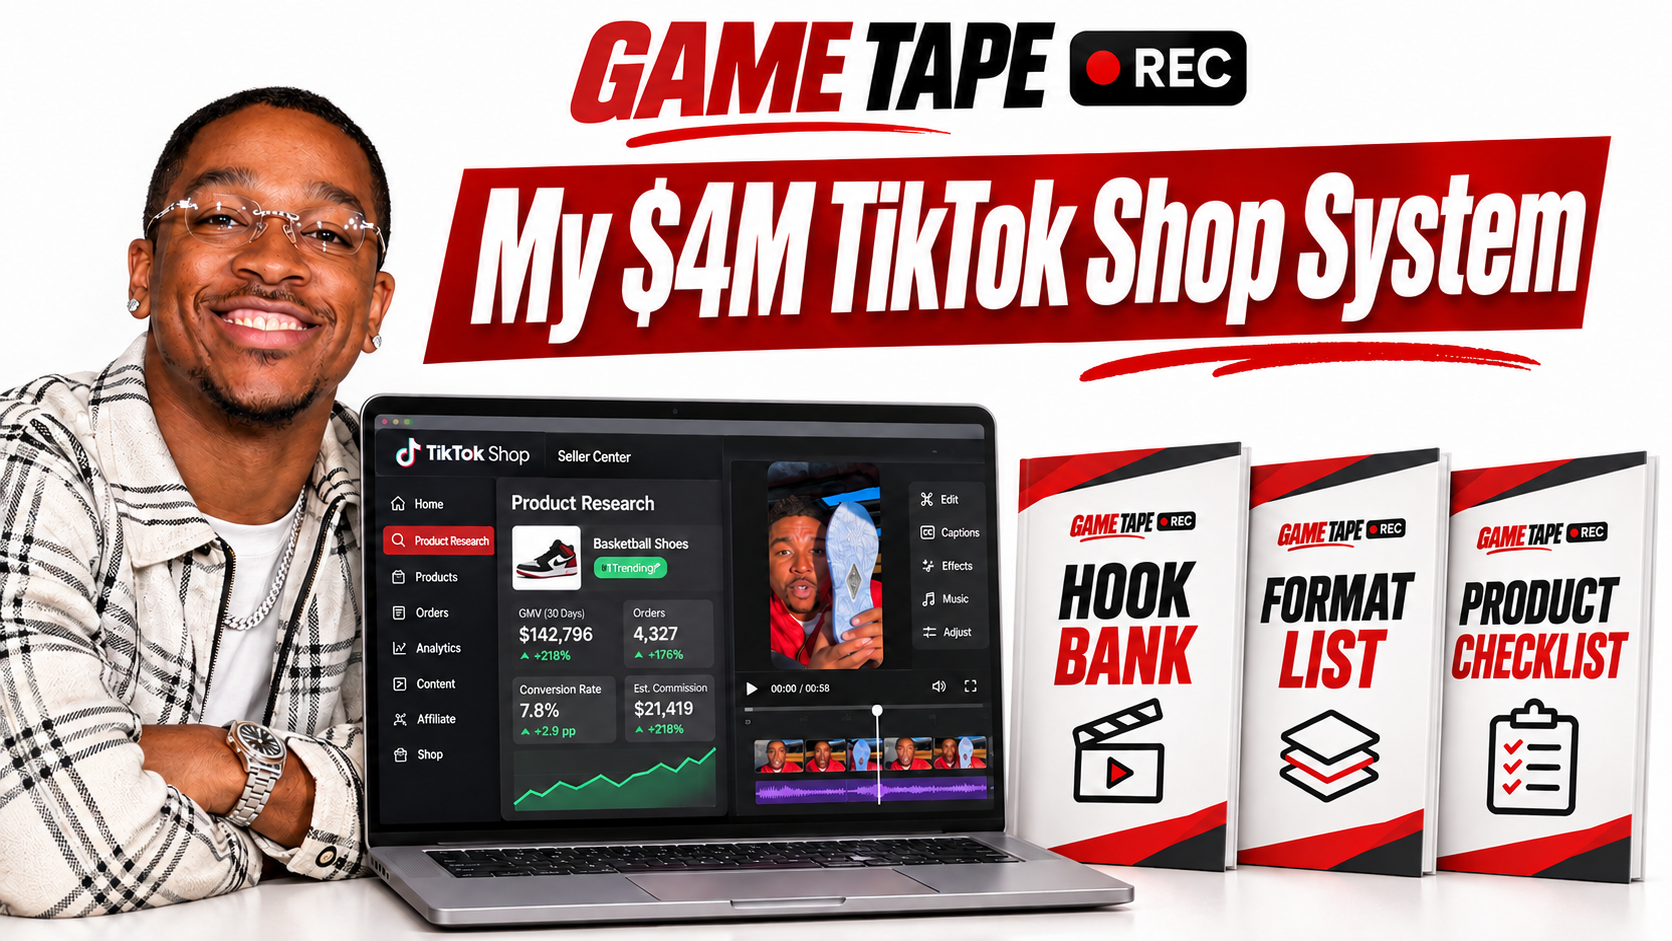 GAME TAPE REC
My $4M TikTok Shop System
TikTok Shop
Seller Center
Home
Product Research
Products
Orders
Analytics
Content
Affiliate
Shop
Product Research
Basketball Shoes
1Trending!
GMV (30 Days)
$142,796
+218%
Orders
4,327
+176%
Conversion Rate
7.8%
+2.9 pp
Est. Commission
$21,419
+218%
Edit
CC Captions
Effects
Music
Adjust
00:00 / 00:58
GAME TAPE REC
HOOK
BANK
GAME TAPE REC
FORMAT
LIST
GAME TAPE REC
PRODUCT
CHECKLIST